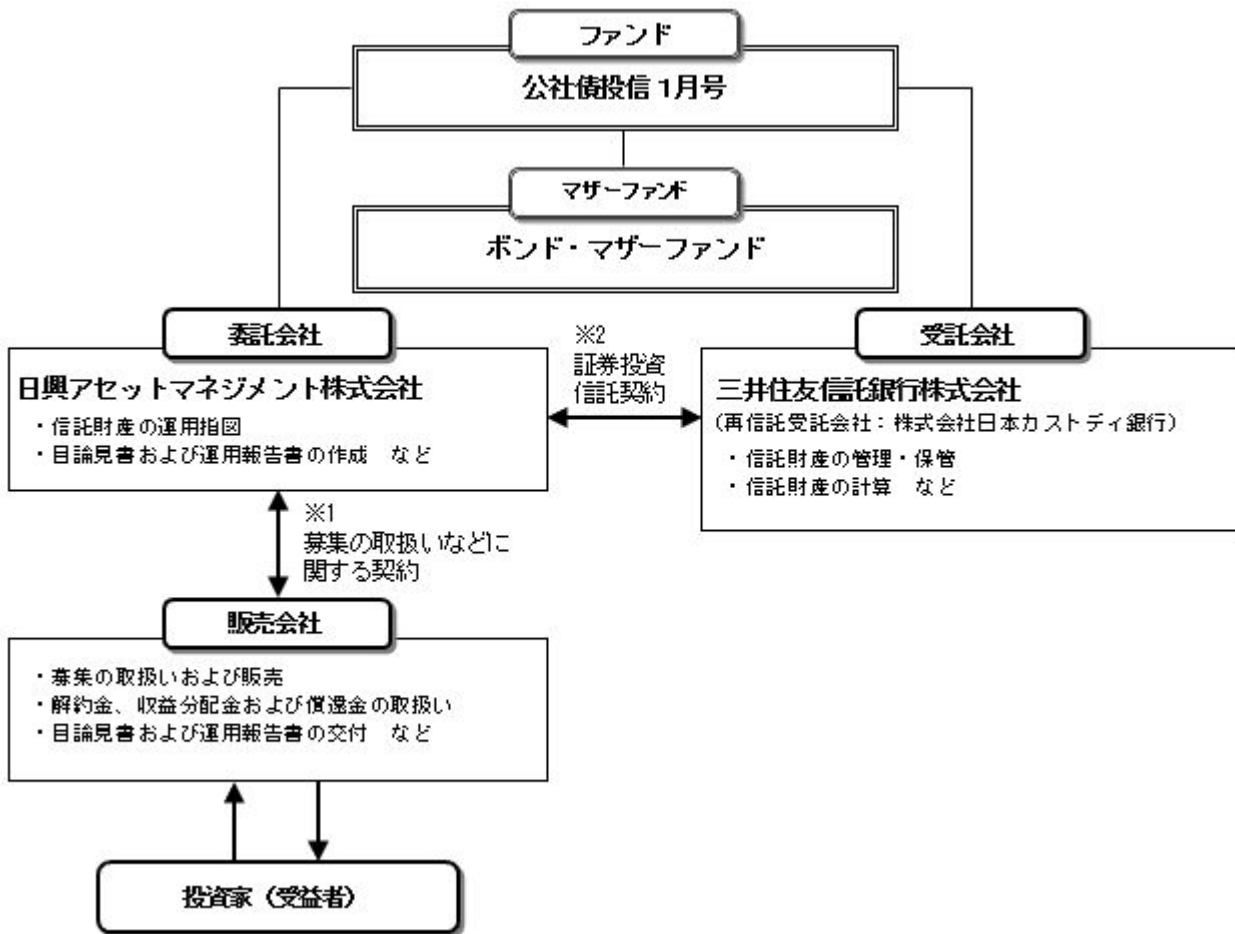 ファンド
公社債投信 1月号
マザーファンド
ボンド・マザーファンド
委託会社
日興アセットマネジメント株式会社
・信託財産の運用指図
・目論見書および運用報告書の作成　など
※2
証券投資
信託契約
受託会社
三井住友信託銀行株式会社
（再信託受託会社：株式会社日本カストディ銀行）
・信託財産の管理・保管
・信託財産の計算　など
※1
募集の取扱いなどに
関する契約
販売会社
・募集の取扱いおよび販売
・解約金、収益分配金および償還金の取扱い
・目論見書および運用報告書の交付　など
投資家（受益者）